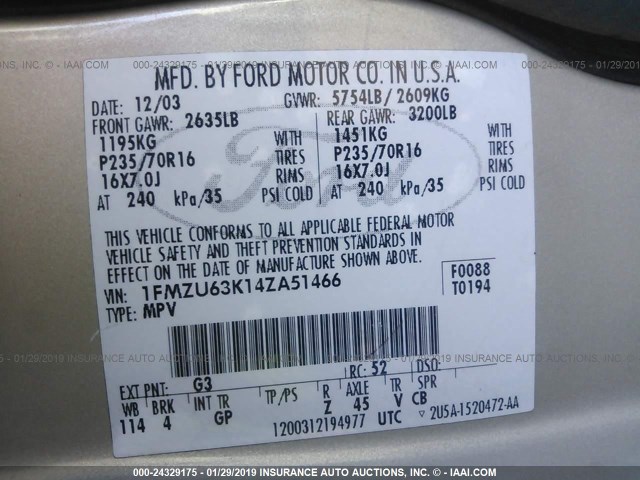 000-24329175 - 01/29/2019 INSURANCE AUTO AUCTIONS INC. - ©IAAI.COM
MFD. BY FORD MOTOR CO. IN U.S.A.
DATE: 12/03 GVWR: 5754LB/ 2609KG
FRONT GAWR: 2635LB REAR GAWR: 3200LB
1195KG WITH 1451KG WITH
P235/70R16 TIRES P235/70R16 TIRES
16X7.0J RIMS 16X7.0J RIMS
AT 240 kPa/35 PSI COLD AT 240 kPa/35 PSI COLD
Ford
THIS VEHICLE CONFORMS TO ALL APPLICABLE FEDERAL MOTOR
VEHICLE SAFETY AND THEFT PREVENTION STANDARDS IN
EFFECT ON THE DATE OF MANUFACTURE SHOWN ABOVE.
VIN: 1FMZU63K14ZA51466 F0088
TYPE: MPV T0194
EXT PNT: G3 RC: 52 DSO:
WB BRK INT TR TP/PS R AXLE TR SPR
114 4 GP Z 45 V CB
1200312194977 UTC ▽ 2U5A-1520472-AA
000-24329175 - 01/29/2019 INSURANCE AUTO AUCTIONS INC. - © IAAI.COM